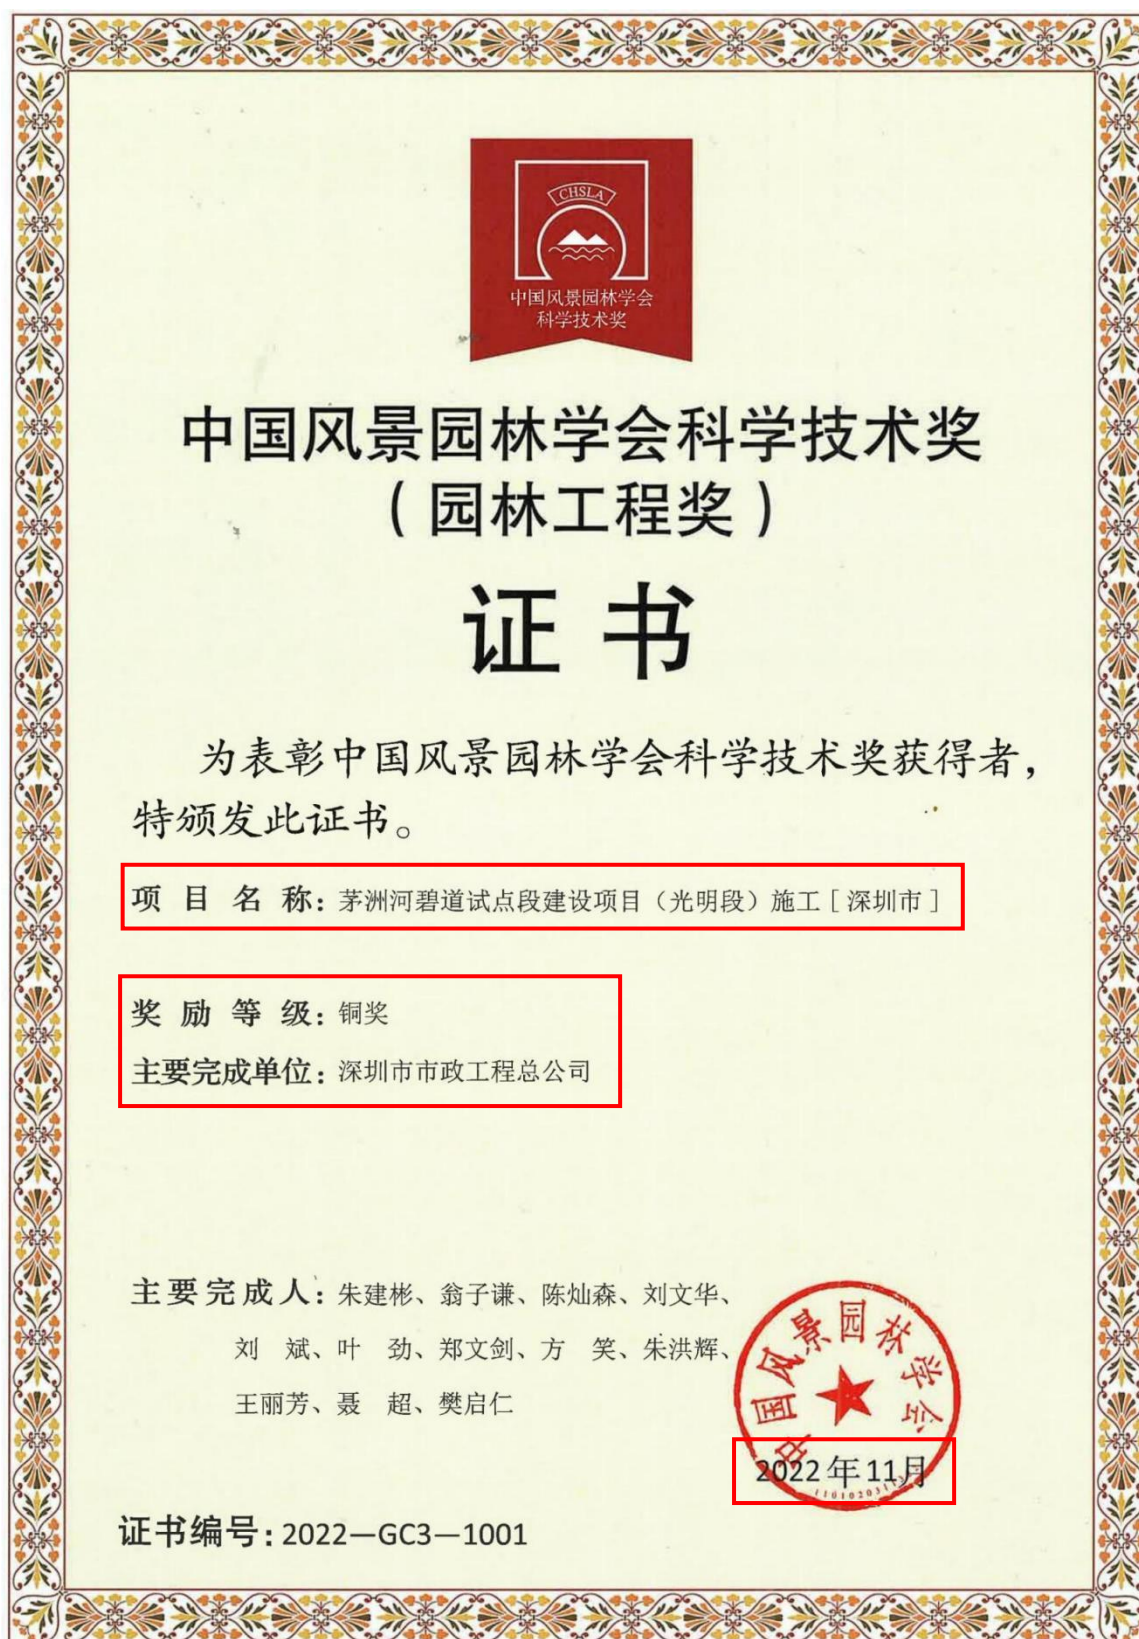 CHSLA
中国风景园林学会
科学技术奖
中国风景园林学会科学技术奖
（园林工程奖）
证书
为表彰中国风景园林学会科学技术奖获得者，
特颁发此证书。
项目名称：茅洲河碧道试点段建设项目（光明段）施工［深圳市］
奖励等级：铜奖
主要完成单位：深圳市市政工程总公司
主要完成人：朱建彬、翁子谦、陈灿森、刘文华、
刘　斌、叶　劲、郑文剑、方　笑、朱洪辉、
王丽芳、聂　超、樊启仁
中国风景园林学会
2022年11月
证书编号：2022—GC3—1001